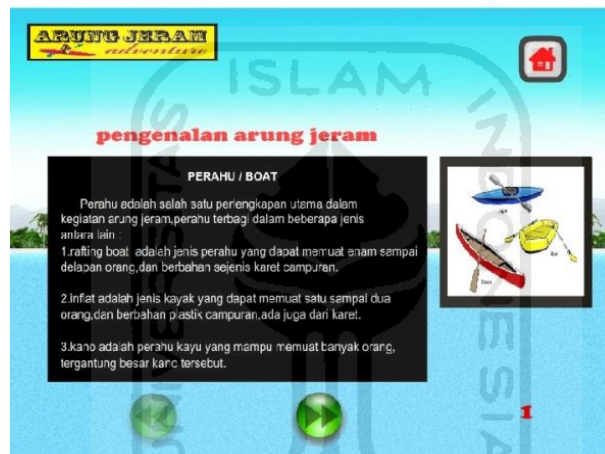 ARUNG JERAM
adventure
ISLAM
UNIVERSITAS
INDONESIA
pengenalan arung jeram
PERAHU / BOAT
Perahu adalah salah satu perlengkapan utama dalam
kegiatan arung jeram,perahu terbagi dalam beberapa jenis
antara lain :
1.rafting boat adalah jenis perahu yang dapat memuat enam sampai
delapan orang,dan berbahan sejenis karet campuran.
2.inflat adalah jenis kayak yang dapat memuat satu sampai dua
orang,dan berbahan plastik campuran,ada juga dari karet.
3.kano adalah perahu kayu yang mampu memuat banyak orang,
tergantung besar kano tersebut.
1